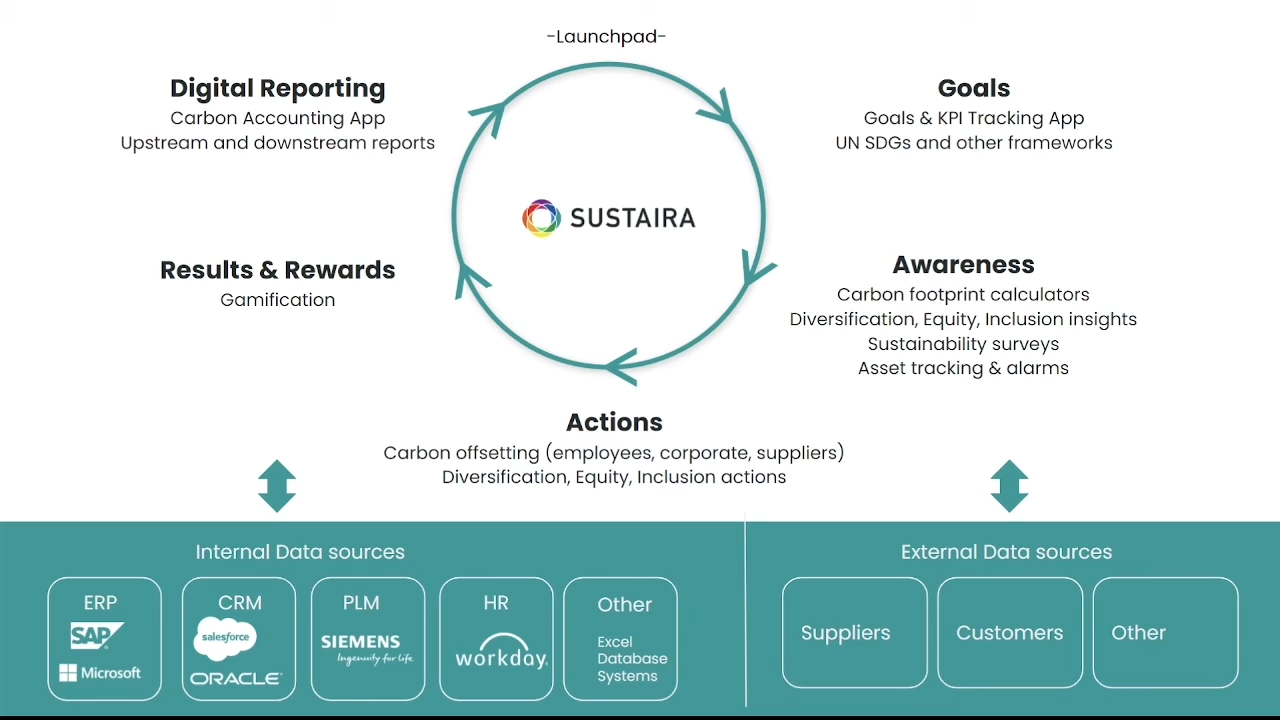 -Launchpad-
Digital Reporting
Carbon Accounting App
Upstream and downstream reports
Goals
Goals & KPI Tracking App
UN SDGs and other frameworks
SUSTAIRA
Results & Rewards
Gamification
Awareness
Carbon footprint calculators
Diversification, Equity, Inclusion insights
Sustainability surveys
Asset tracking & alarms
Actions
Carbon offsetting (employees, corporate, suppliers)
Diversification, Equity, Inclusion actions
Internal Data sources
ERP
SAP
Microsoft
CRM
salesforce
ORACLE
PLM
SIEMENS
Ingenuity for life
HR
workday.
Other
Excel
Database
Systems
External Data sources
Suppliers
Customers
Other